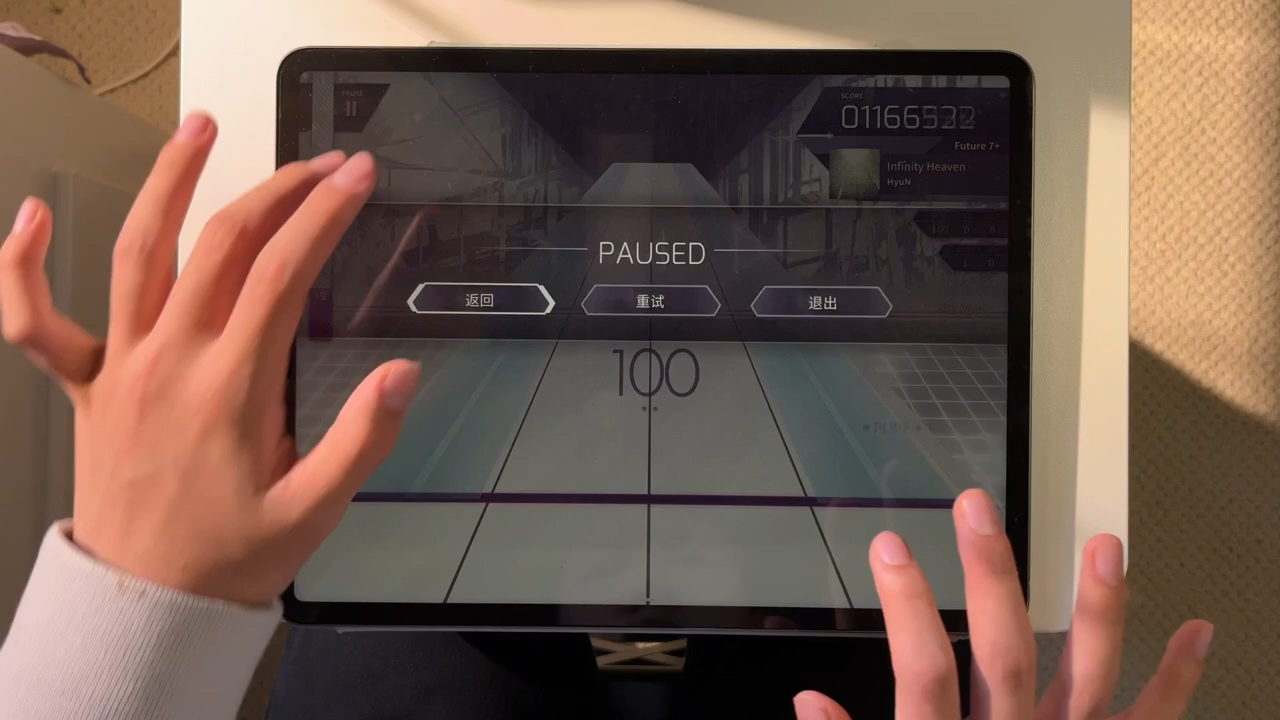 PAUSE
SCORE
Future 7+
Infinity Heaven
HyuN
PAUSED
返回
重试
退出
100